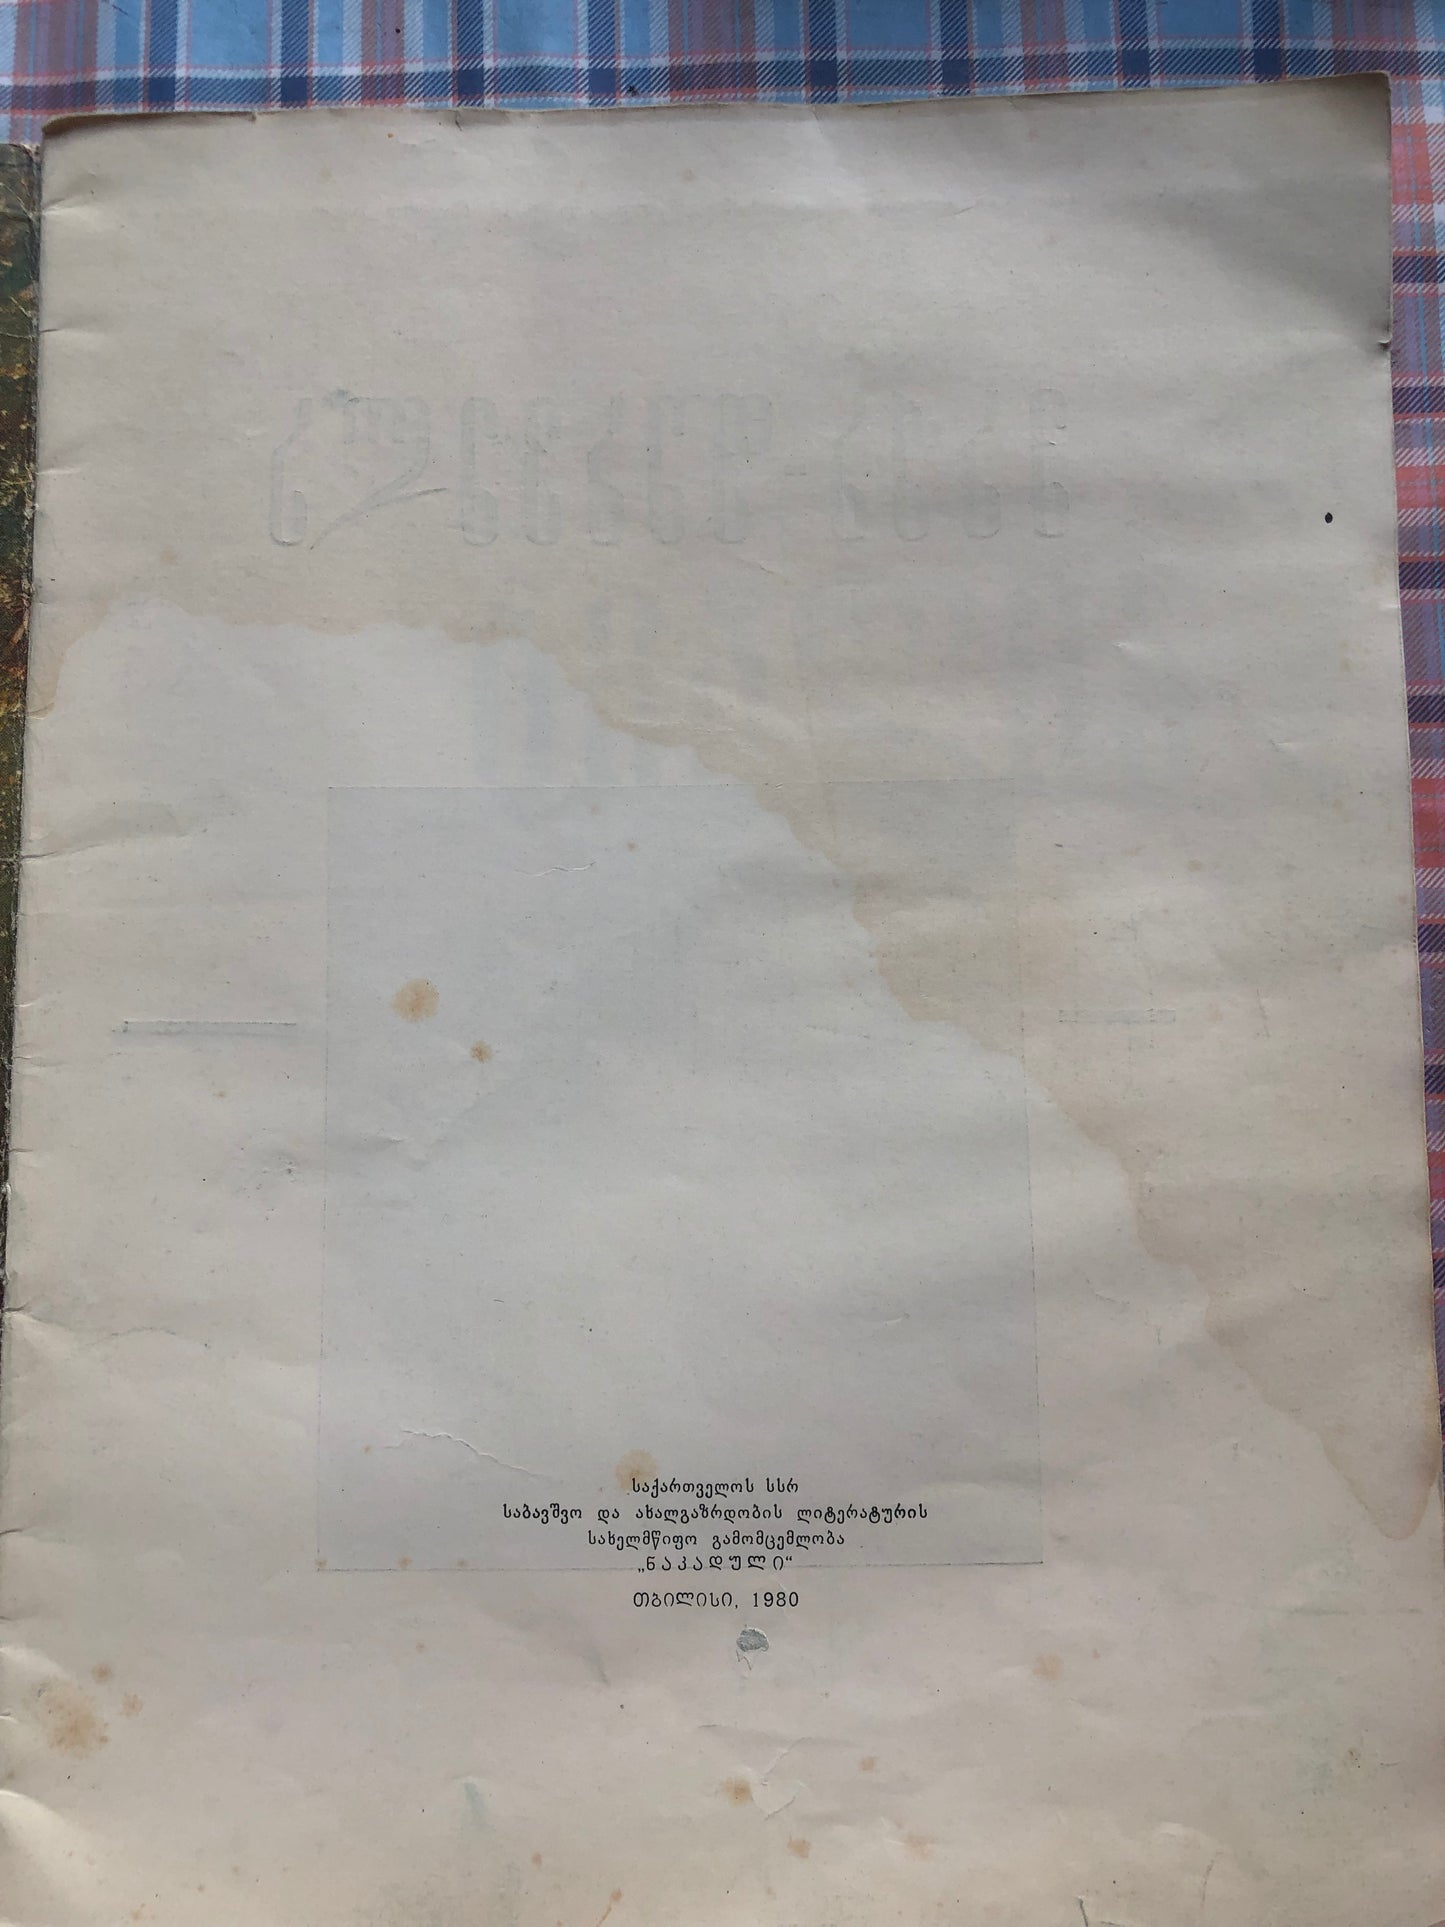 საქართველოს სსრ
საბავშვო და ახალგაზრდობის ლიტერატურის
სახელმწიფო გამომცემლობა
„ნაკადული“
თბილისი, 1980